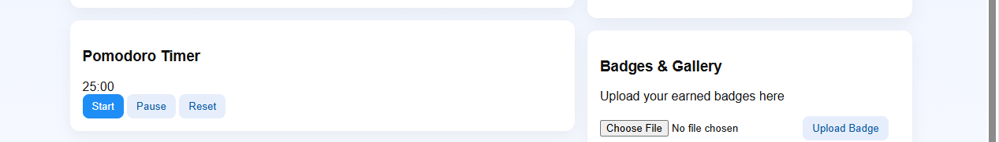 Pomodoro Timer
25:00
Start Pause Reset
Badges & Gallery
Upload your earned badges here
Choose File No file chosen Upload Badge